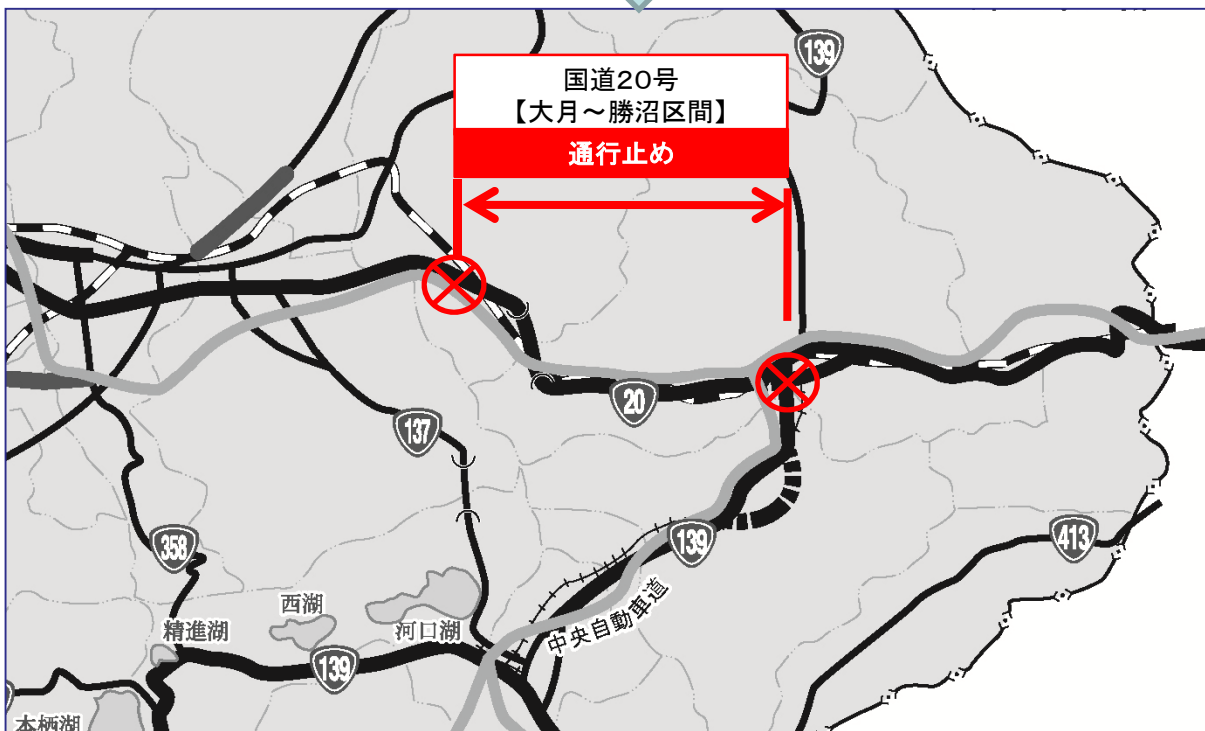 139
国道20号
【大月～勝沼区間】
通行止め
20
137
358
139
413
西湖
精進湖
河口湖
中央自動車道
139
本栖湖